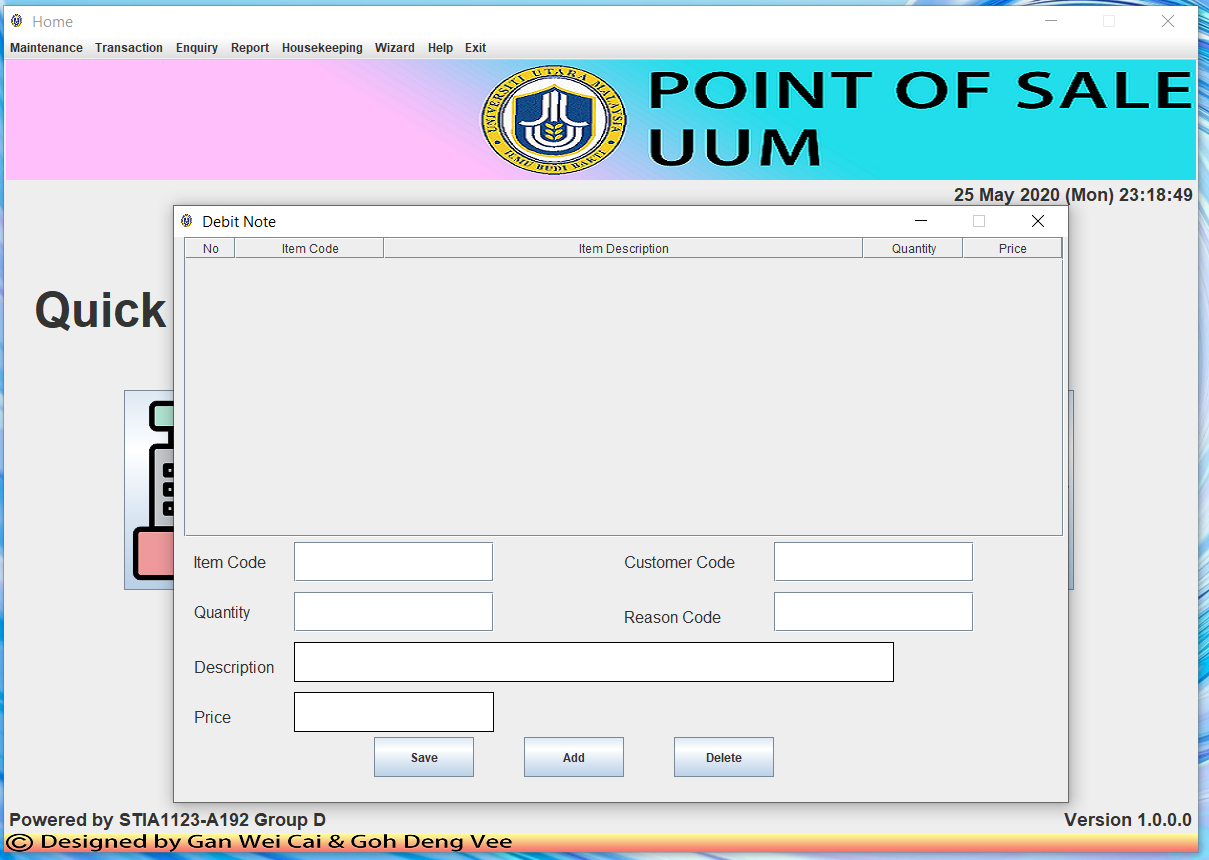 Home
Maintenance Transaction Enquiry Report Housekeeping Wizard Help Exit
UNIVERSITI UTARA MALAYSIA
ILMU BUDI BAKTI
POINT OF SALE
UUM
25 May 2020 (Mon) 23:18:49
Debit Note
No Item Code Item Description Quantity Price
Quick
Item Code Customer Code
Quantity Reason Code
Description
Price
Save Add Delete
Powered by STIA1123-A192 Group D Version 1.0.0.0
© Designed by Gan Wei Cai & Goh Deng Vee